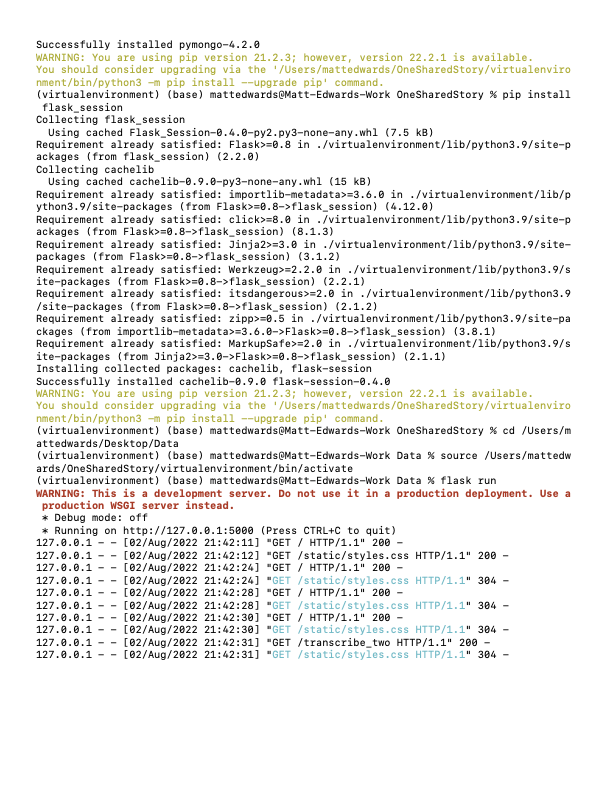 Successfully installed pymongo-4.2.0
WARNING: You are using pip version 21.2.3; however, version 22.2.1 is available.
You should consider upgrading via the '/Users/mattedwards/OneSharedStory/virtualenviro
nment/bin/python3 -m pip install --upgrade pip' command.
(virtualenvironment) (base) mattedwards@Matt-Edwards-Work OneSharedStory % pip install
 flask_session
Collecting flask_session
  Using cached Flask_Session-0.4.0-py2.py3-none-any.whl (7.5 kB)
Requirement already satisfied: Flask>=0.8 in ./virtualenvironment/lib/python3.9/site-p
ackages (from flask_session) (2.2.0)
Collecting cachelib
  Using cached cachelib-0.9.0-py3-none-any.whl (15 kB)
Requirement already satisfied: importlib-metadata>=3.6.0 in ./virtualenvironment/lib/p
ython3.9/site-packages (from Flask>=0.8->flask_session) (4.12.0)
Requirement already satisfied: click>=8.0 in ./virtualenvironment/lib/python3.9/site-p
ackages (from Flask>=0.8->flask_session) (8.1.3)
Requirement already satisfied: Jinja2>=3.0 in ./virtualenvironment/lib/python3.9/site-
packages (from Flask>=0.8->flask_session) (3.1.2)
Requirement already satisfied: Werkzeug>=2.2.0 in ./virtualenvironment/lib/python3.9/s
ite-packages (from Flask>=0.8->flask_session) (2.2.1)
Requirement already satisfied: itsdangerous>=2.0 in ./virtualenvironment/lib/python3.9
/site-packages (from Flask>=0.8->flask_session) (2.1.2)
Requirement already satisfied: zipp>=0.5 in ./virtualenvironment/lib/python3.9/site-pa
ckages (from importlib-metadata>=3.6.0->Flask>=0.8->flask_session) (3.8.1)
Requirement already satisfied: MarkupSafe>=2.0 in ./virtualenvironment/lib/python3.9/s
ite-packages (from Jinja2>=3.0->Flask>=0.8->flask_session) (2.1.1)
Installing collected packages: cachelib, flask-session
Successfully installed cachelib-0.9.0 flask-session-0.4.0
WARNING: You are using pip version 21.2.3; however, version 22.2.1 is available.
You should consider upgrading via the '/Users/mattedwards/OneSharedStory/virtualenviro
nment/bin/python3 -m pip install --upgrade pip' command.
(virtualenvironment) (base) mattedwards@Matt-Edwards-Work OneSharedStory % cd /Users/m
attedwards/Desktop/Data
(virtualenvironment) (base) mattedwards@Matt-Edwards-Work Data % source /Users/mattedw
ards/OneSharedStory/virtualenvironment/bin/activate
(virtualenvironment) (base) mattedwards@Matt-Edwards-Work Data % flask run
WARNING: This is a development server. Do not use it in a production deployment. Use a
 production WSGI server instead.
 * Debug mode: off
 * Running on http://127.0.0.1:5000 (Press CTRL+C to quit)
127.0.0.1 - - [02/Aug/2022 21:42:11] "GET / HTTP/1.1" 200 -
127.0.0.1 - - [02/Aug/2022 21:42:12] "GET /static/styles.css HTTP/1.1" 200 -
127.0.0.1 - - [02/Aug/2022 21:42:24] "GET / HTTP/1.1" 200 -
127.0.0.1 - - [02/Aug/2022 21:42:24] "GET /static/styles.css HTTP/1.1" 304 -
127.0.0.1 - - [02/Aug/2022 21:42:28] "GET / HTTP/1.1" 200 -
127.0.0.1 - - [02/Aug/2022 21:42:28] "GET /static/styles.css HTTP/1.1" 304 -
127.0.0.1 - - [02/Aug/2022 21:42:30] "GET / HTTP/1.1" 200 -
127.0.0.1 - - [02/Aug/2022 21:42:30] "GET /static/styles.css HTTP/1.1" 304 -
127.0.0.1 - - [02/Aug/2022 21:42:31] "GET /transcribe_two HTTP/1.1" 200 -
127.0.0.1 - - [02/Aug/2022 21:42:31] "GET /static/styles.css HTTP/1.1" 304 -